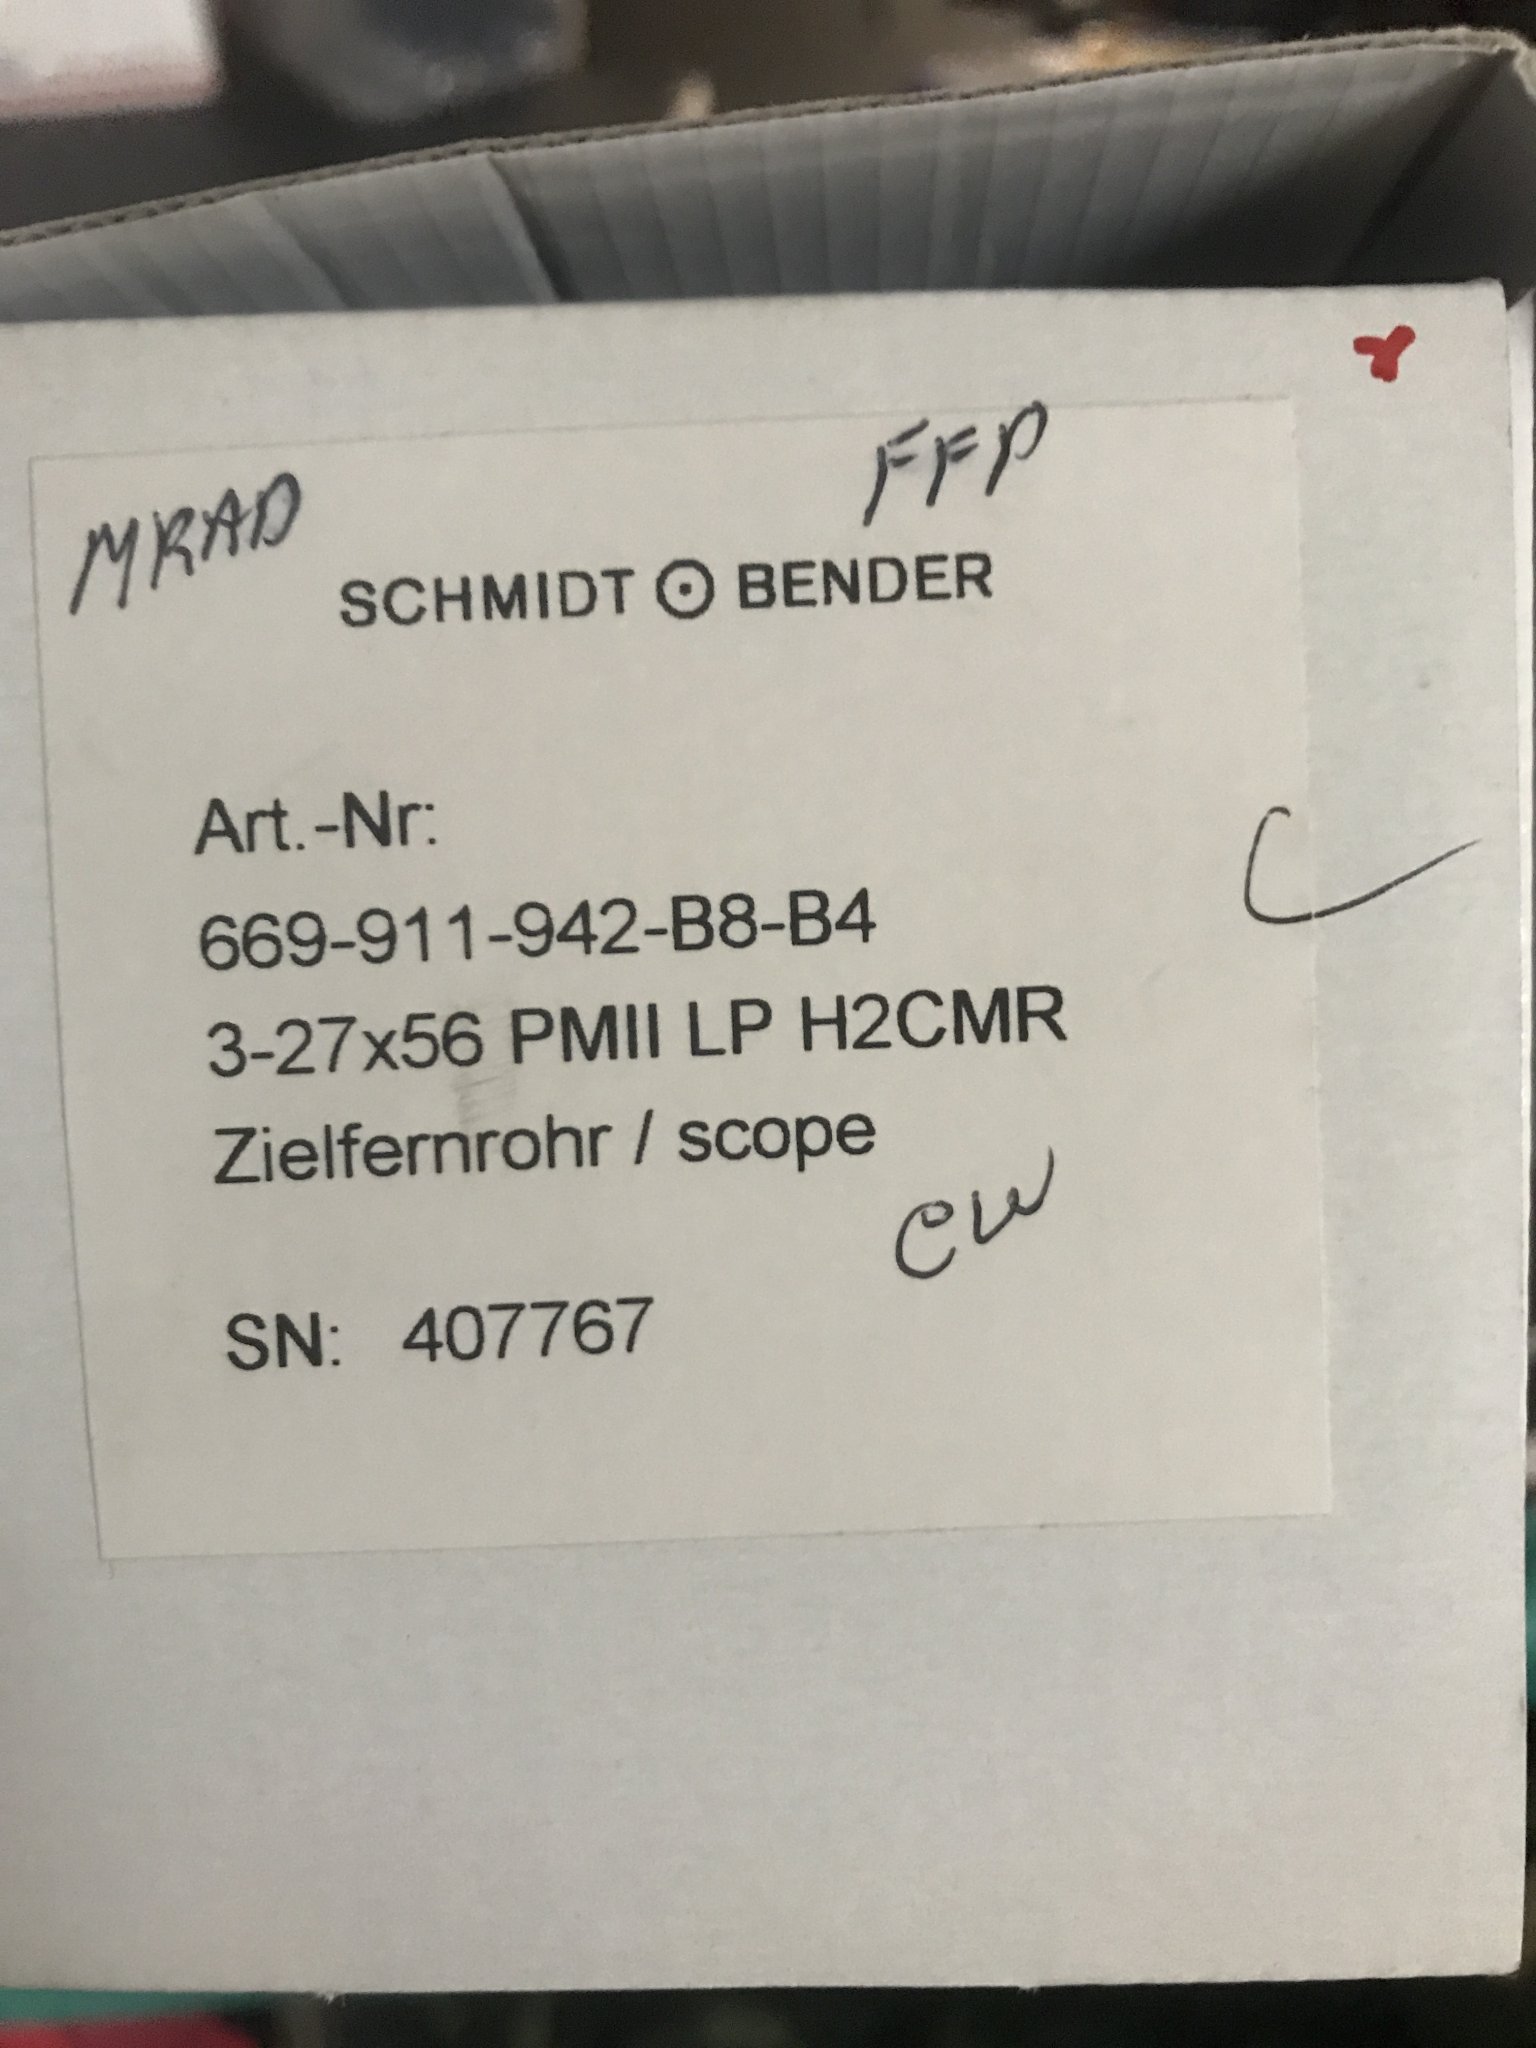 MRAD
FFP
SCHMIDT BENDER
Art.-Nr:
669-911-942-B8-B4
3-27x56 PMII LP H2CMR
Zielfernrohr / scope
CW
SN: 407767